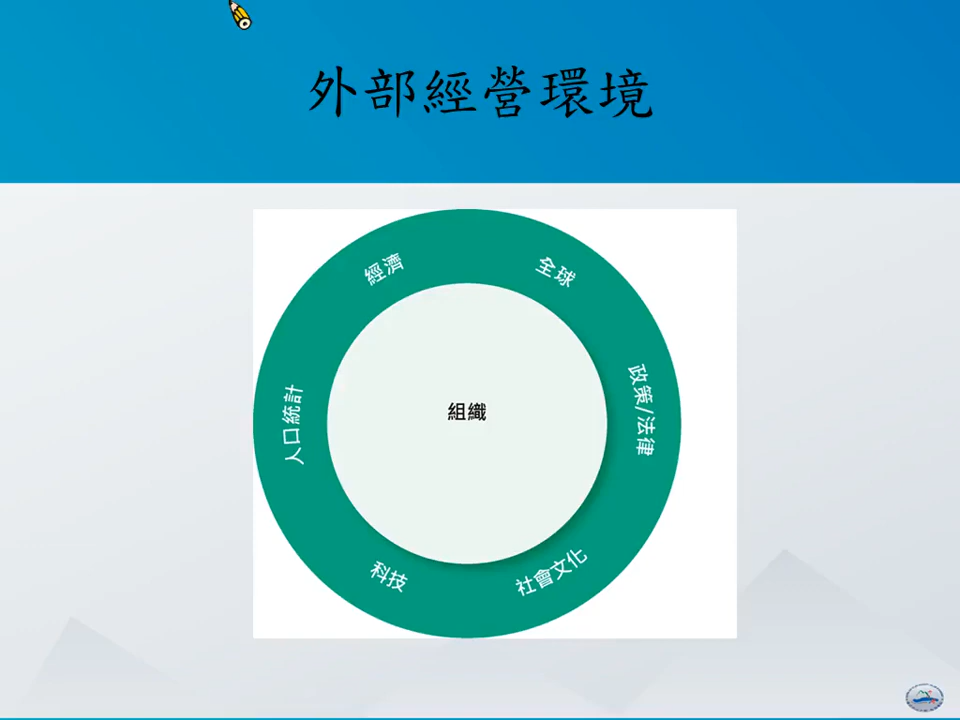 外部經營環境
經濟
全球
政策/法律
社會文化
科技
人口統計
組織